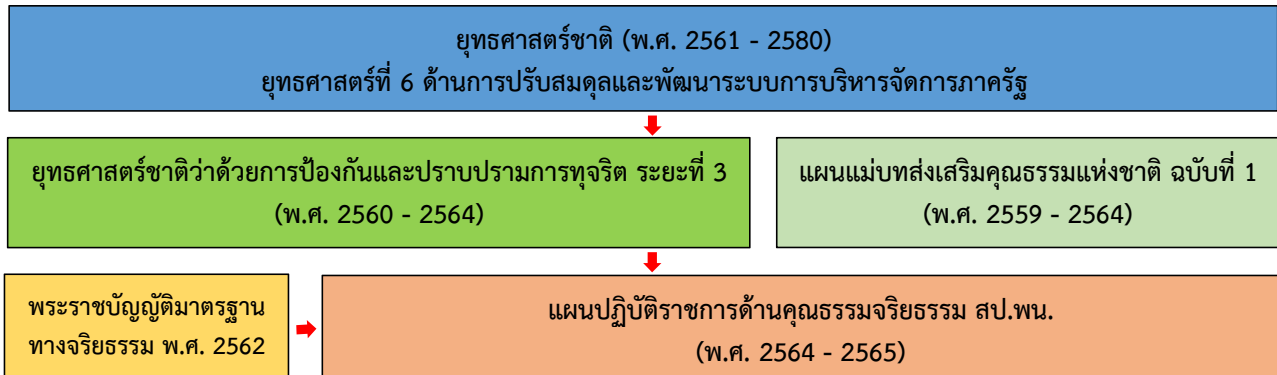 ยุทธศาสตร์ชาติ (พ.ศ. 2561 - 2580)
ยุทธศาสตร์ที่ 6 ด้านการปรับสมดุลและพัฒนาระบบการบริหารจัดการภาครัฐ
ยุทธศาสตร์ชาติว่าด้วยการป้องกันและปราบปรามการทุจริต ระยะที่ 3
(พ.ศ. 2560 - 2564)
แผนแม่บทส่งเสริมคุณธรรมแห่งชาติ ฉบับที่ 1
(พ.ศ. 2559 - 2564)
พระราชบัญญัติมาตรฐาน
ทางจริยธรรม พ.ศ. 2562
แผนปฏิบัติราชการด้านคุณธรรมจริยธรรม สป.พน.
(พ.ศ. 2564 - 2565)